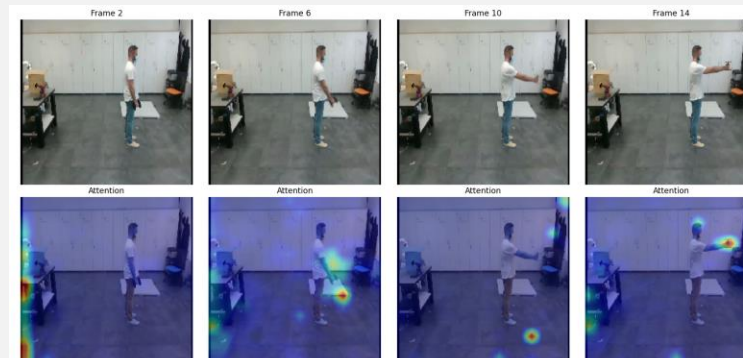 Frame 2
Frame 6
Frame 10
Frame 14
Attention
Attention
Attention
Attention